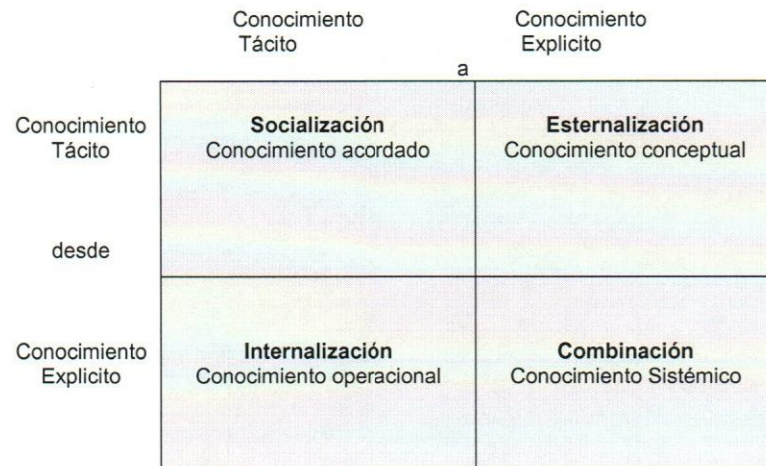 Conocimiento
Tácito
Conocimiento
Explicito
a
Conocimiento
Tácito
Socialización
Conocimiento acordado
Esternalización
Conocimiento conceptual
desde
Conocimiento
Explicito
Internalización
Conocimiento operacional
Combinación
Conocimiento Sistémico